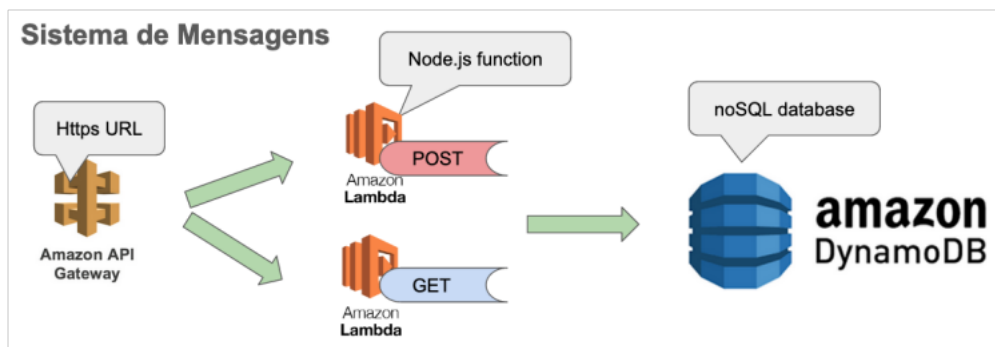 Sistema de Mensagens
Node.js function
noSQL database
Https URL
POST
Amazon
Lambda
Amazon API
Gateway
GET
Amazon
Lambda
amazon
DynamoDB